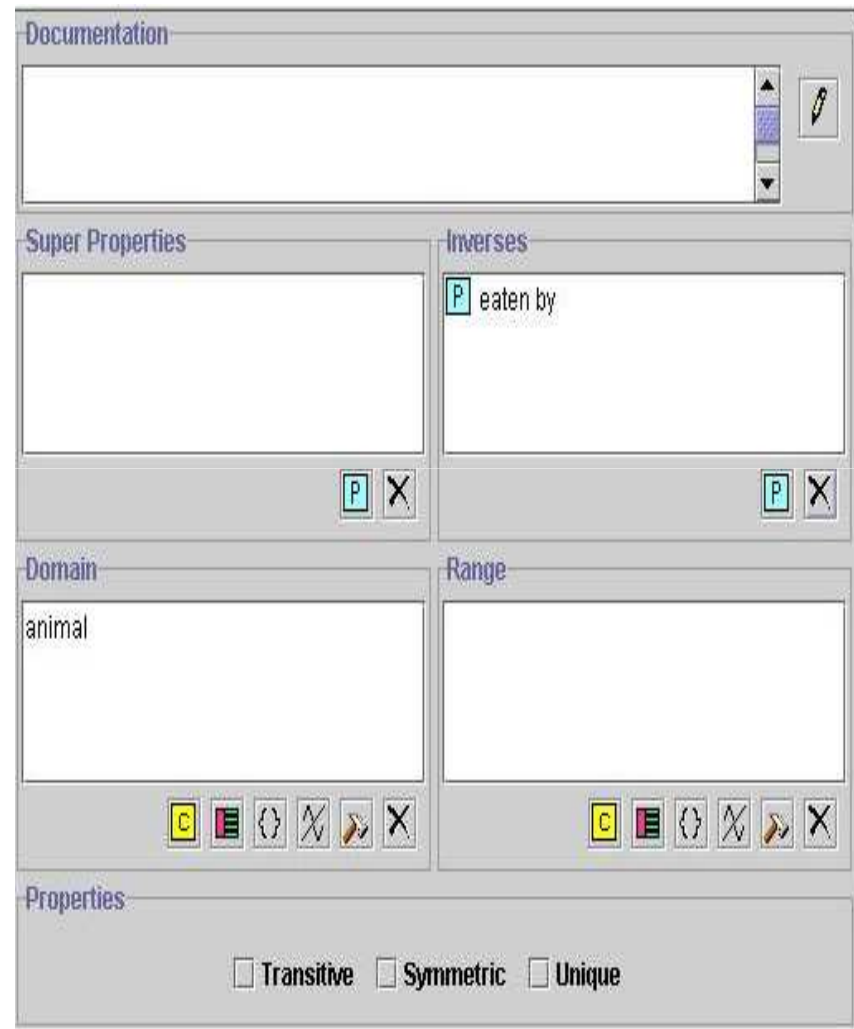 Documentation
Super Properties
Inverses
P eaten by
P
P
Domain
Range
animal
C {}
C {}
Properties
Transitive Symmetric Unique